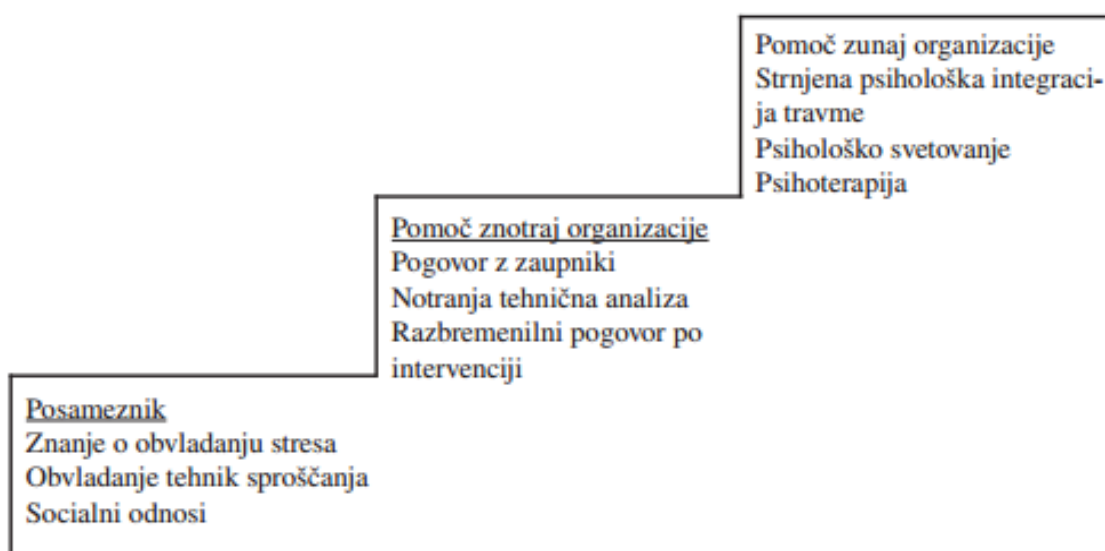 Pomoč zunaj organizacije
Strnjena psihološka integraci-
ja travme
Psihološko svetovanje
Psihoterapija
Pomoč znotraj organizacije
Pogovor z zaupniki
Notranja tehnična analiza
Razbremenilni pogovor po
intervenciji
Posameznik
Znanje o obvladanju stresa
Obvladanje tehnik sproščanja
Socialni odnosi